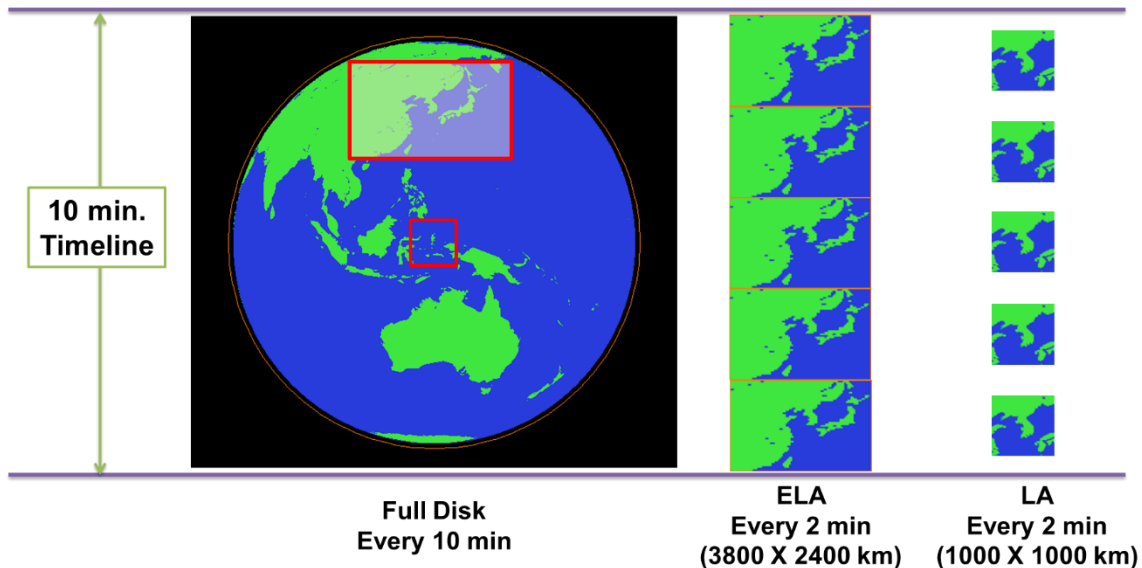 10 min.
Timeline
Full Disk
Every 10 min
ELA
Every 2 min
(3800 X 2400 km)
LA
Every 2 min
(1000 X 1000 km)